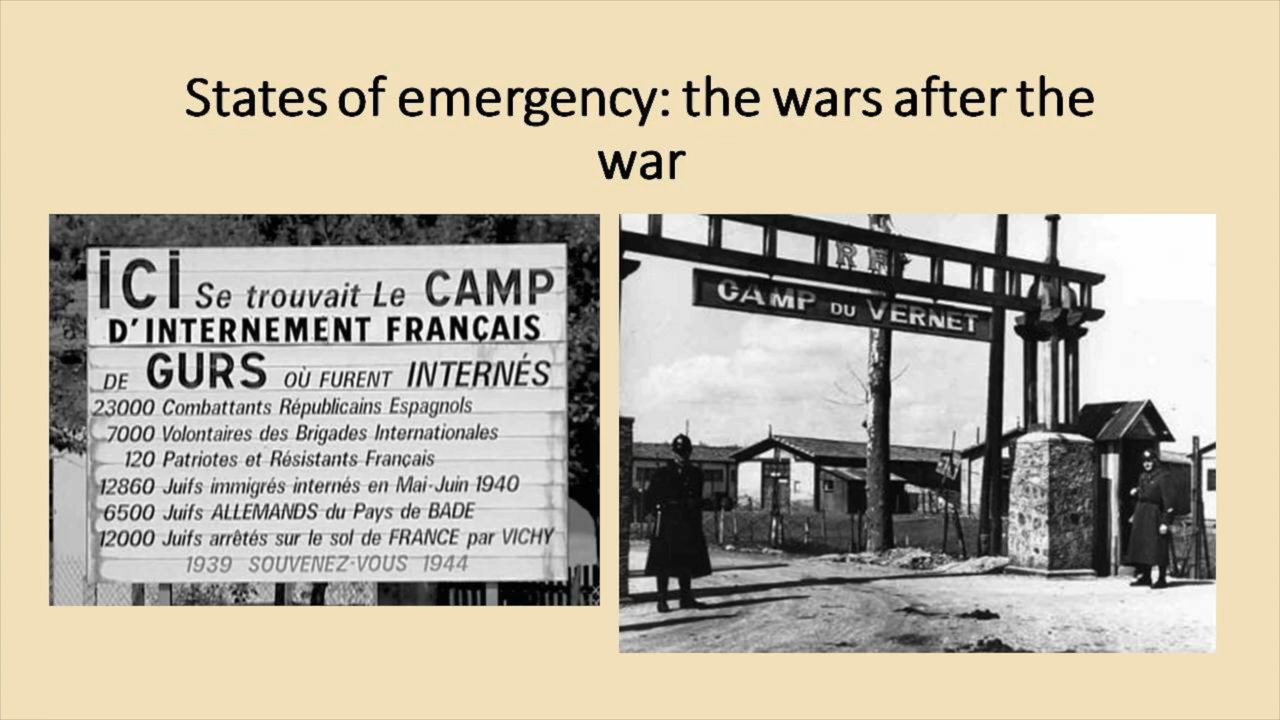 States of emergency: the wars after the
war
ici Se trouvait Le CAMP
D'INTERNEMENT FRANÇAIS
DE GURS OÙ FURENT INTERNÉS
23000 Combattants Républicains Espagnols
7000 Volontaires des Brigades Internationales
120 Patriotes et Résistants Français
12860 Juifs immigrés internés en Mai-Juin 1940
6500 Juifs ALLEMANDS du Pays de BADE
12000 Juifs arrêtés sur le sol de FRANCE par VICHY
1939 SOUVENEZ-VOUS 1944
R F
CAMP DU VERNET